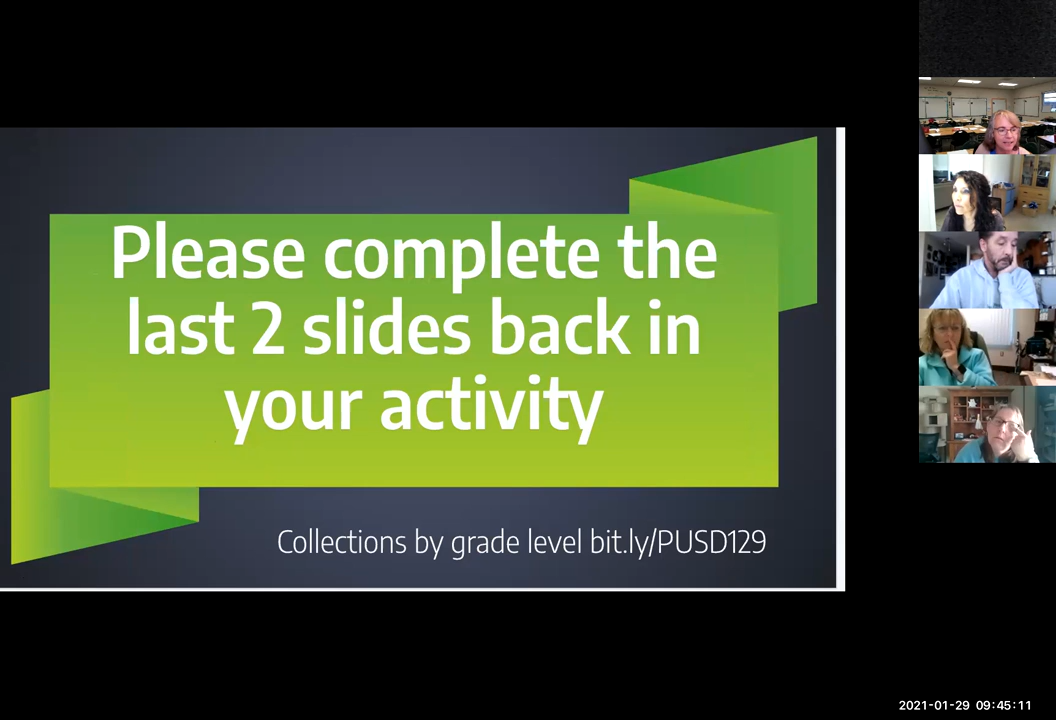 Please complete the
last 2 slides back in
your activity
Collections by grade level bit.ly/PUSD129
2021-01-29 09:45:11